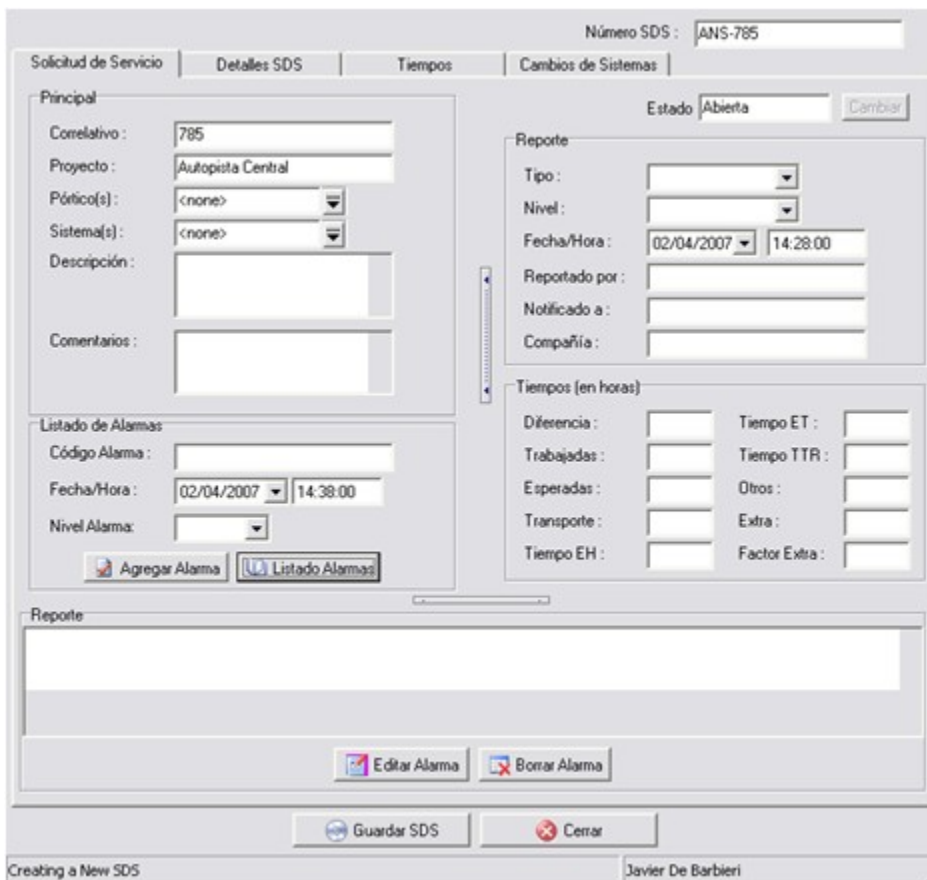 Número SDS : ANS-785
Solicitud de Servicio Detalles SDS Tiempos Cambios de Sistemas
Principal
Correlativo : 785
Proyecto : Autopista Central
Pórtico(s) : <none>
Sistema(s) : <none>
Descripción :
Comentarios :
Estado Abierta Cambiar
Reporte
Tipo :
Nivel :
Fecha/Hora : 02/04/2007 14:28:00
Reportado por :
Notificado a :
Compañía :
Listado de Alarmas
Código Alarma :
Fecha/Hora : 02/04/2007 14:38:00
Nivel Alarma:
Agregar Alarma Listado Alarmas
Tiempos (en horas)
Diferencia : Tiempo ET :
Trabajadas : Tiempo TTR :
Esperadas : Otros :
Transporte : Extra :
Tiempo EH : Factor Extra :
Reporte
Editar Alarma Borrar Alarma
Guardar SDS Cerrar
Creating a New SDS Javier De Barbieri